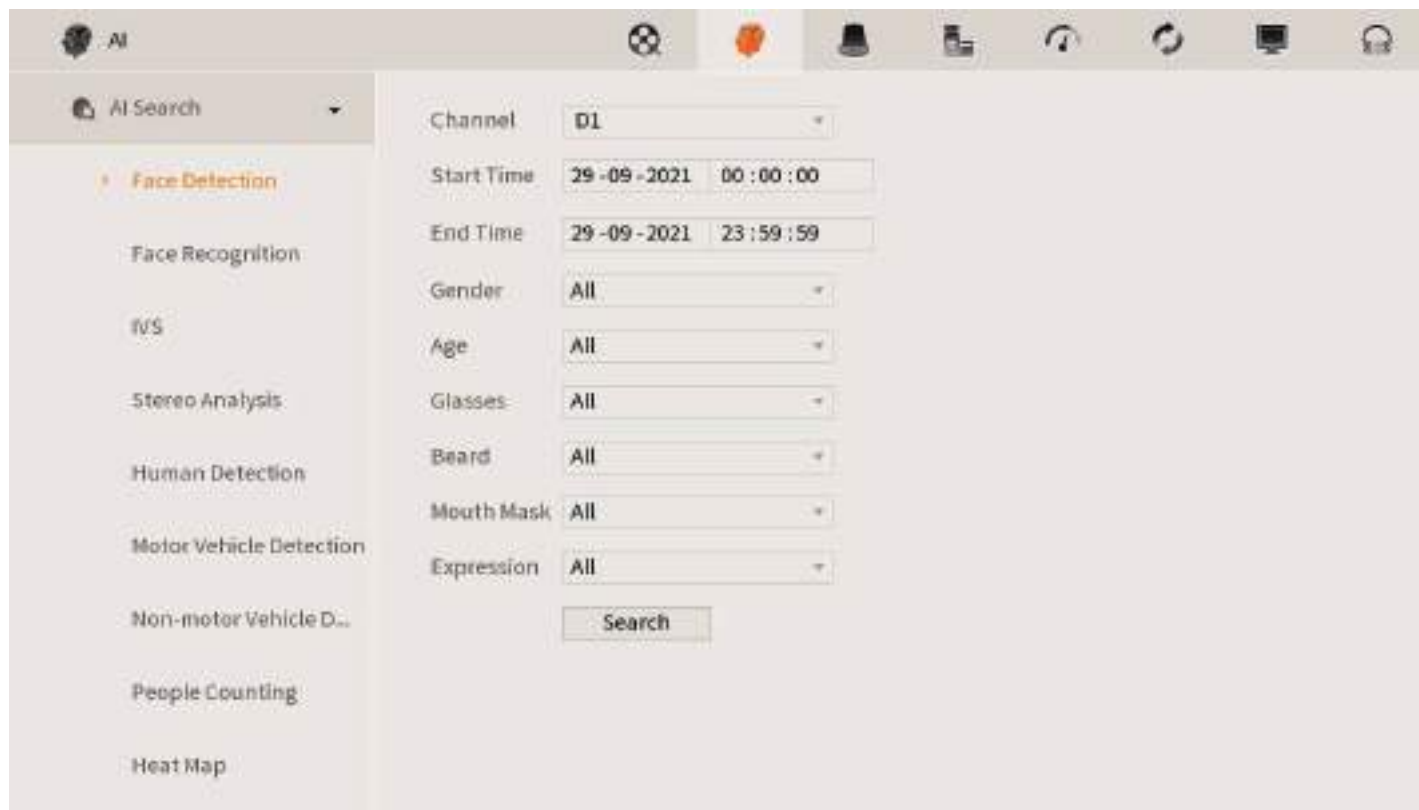 AI
AI Search
Face Detection
Face Recognition
IVS
Stereo Analysis
Human Detection
Motor Vehicle Detection
Non-motor Vehicle D...
People Counting
Heat Map
Channel D1
Start Time 29 -09 -2021 00 : 00 : 00
End Time 29 -09 -2021 23 : 59 : 59
Gender All
Age All
Glasses All
Beard All
Mouth Mask All
Expression All
Search